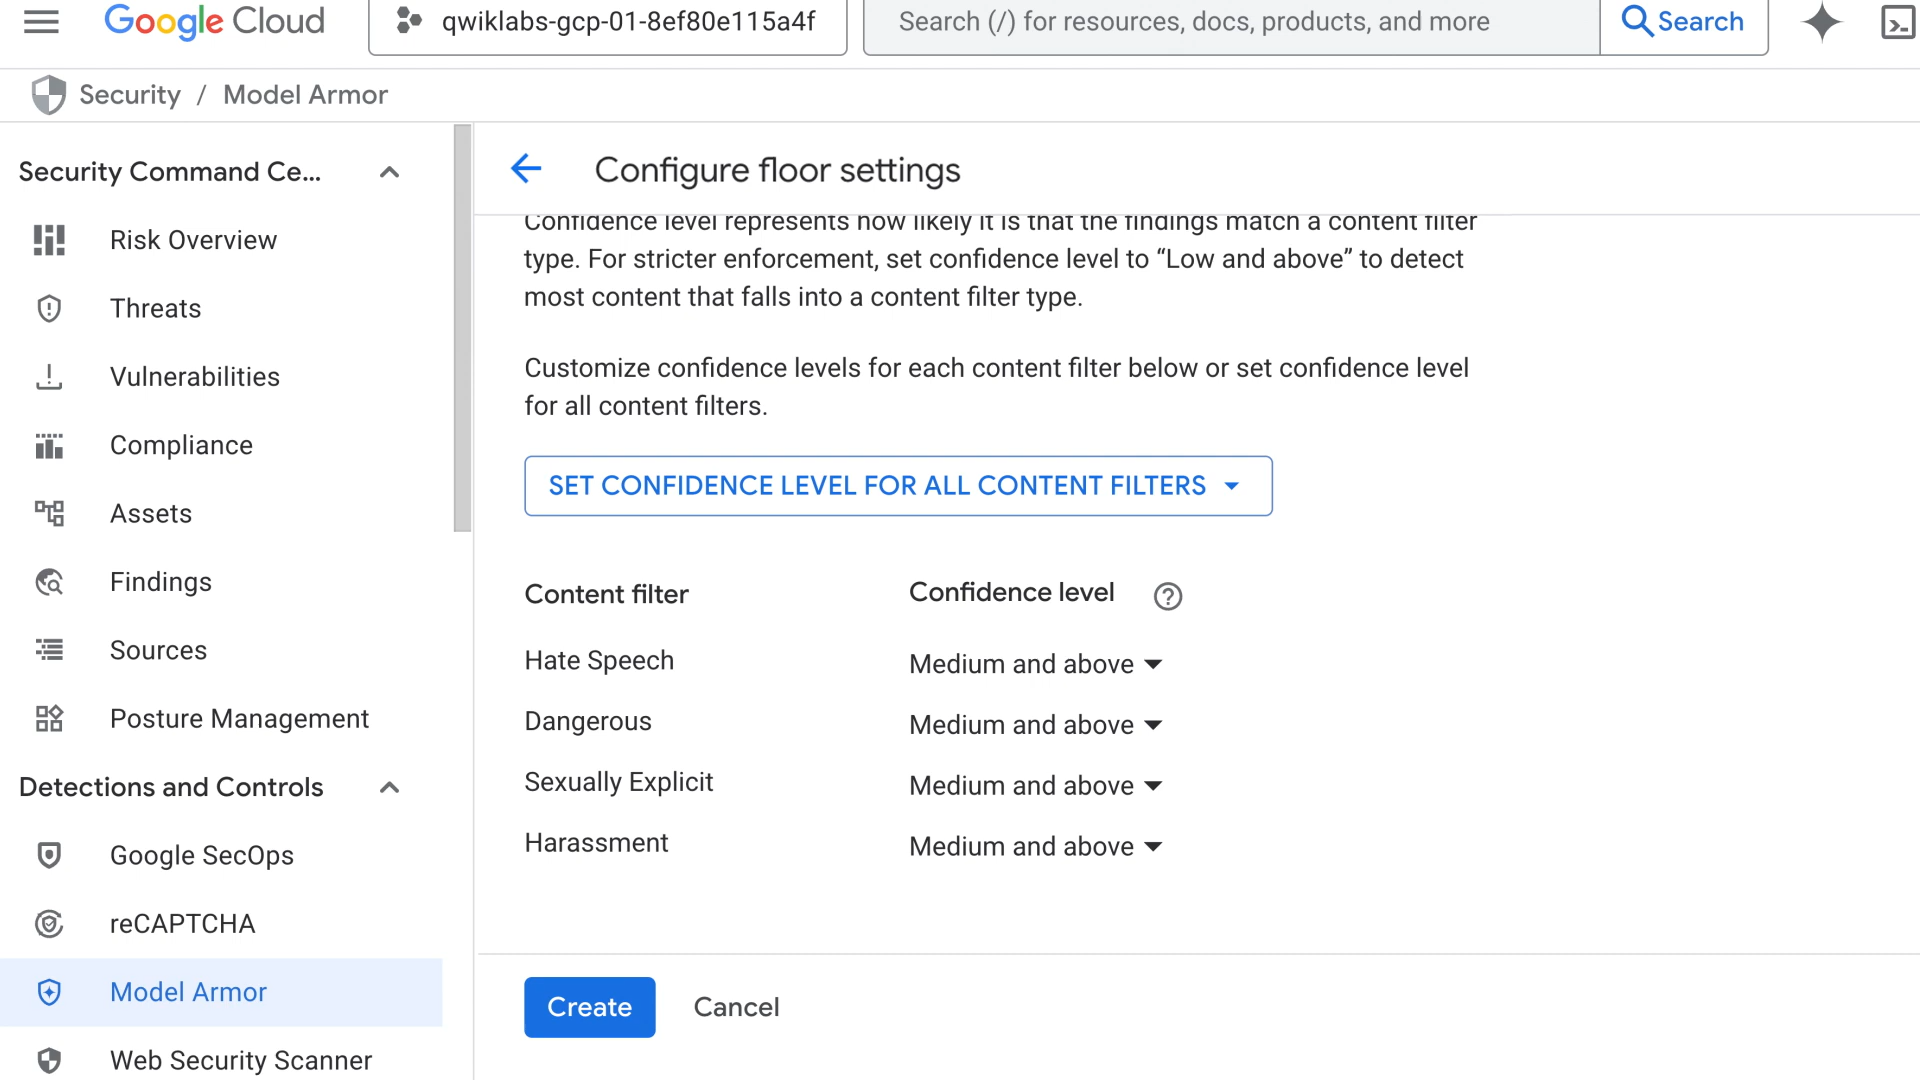 Google Cloud
qwiklabs-gcp-01-8ef80e115a4f
Search (/) for resources, docs, products, and more
Search
Security / Model Armor
Security Command Ce...
Risk Overview
Threats
Vulnerabilities
Compliance
Assets
Findings
Sources
Posture Management
Detections and Controls
Google SecOps
reCAPTCHA
Model Armor
Web Security Scanner
Configure floor settings
Confidence level represents how likely it is that the findings match a content filter
type. For stricter enforcement, set confidence level to “Low and above” to detect
most content that falls into a content filter type.
Customize confidence levels for each content filter below or set confidence level
for all content filters.
SET CONFIDENCE LEVEL FOR ALL CONTENT FILTERS
Content filter Confidence level
Hate Speech Medium and above
Dangerous Medium and above
Sexually Explicit Medium and above
Harassment Medium and above
Create Cancel